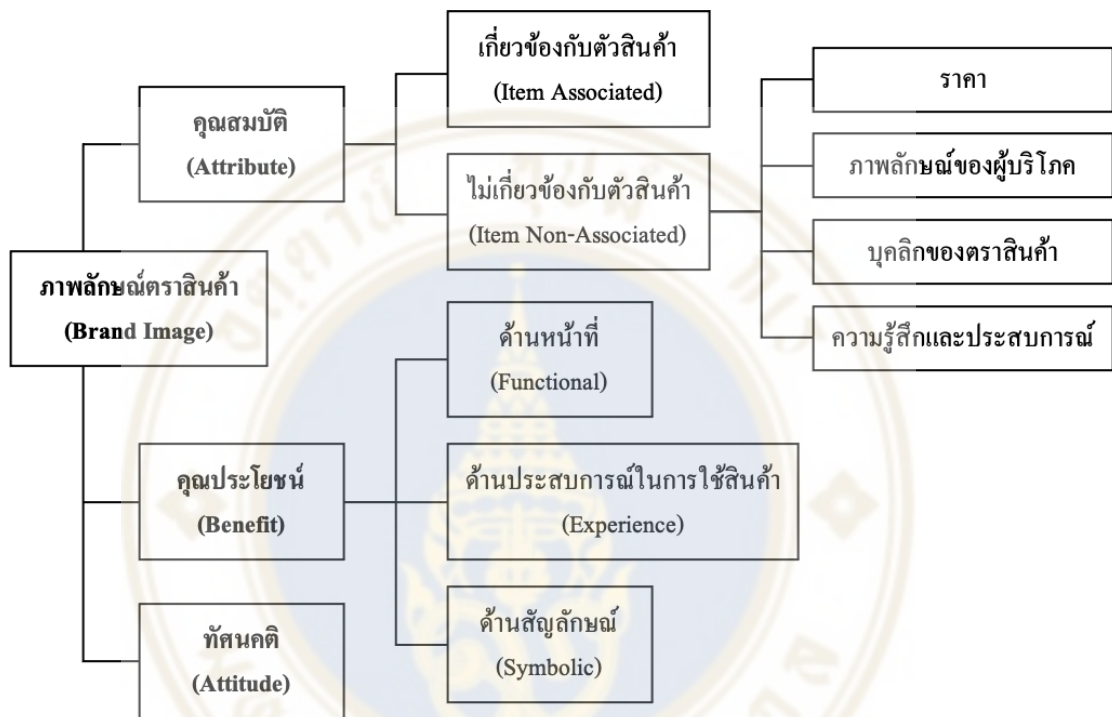 เกี่ยวข้องกับตัวสินค้า
(Item Associated)
ราคา
คุณสมบัติ
(Attribute)
ภาพลักษณ์ของผู้บริโภค
ไม่เกี่ยวข้องกับตัวสินค้า
(Item Non-Associated)
บุคลิกของตราสินค้า
ภาพลักษณ์ตราสินค้า
(Brand Image)
ความรู้สึกและประสบการณ์
ด้านหน้าที่
(Functional)
คุณประโยชน์
(Benefit)
ด้านประสบการณ์ในการใช้สินค้า
(Experience)
ทัศนคติ
(Attitude)
ด้านสัญลักษณ์
(Symbolic)